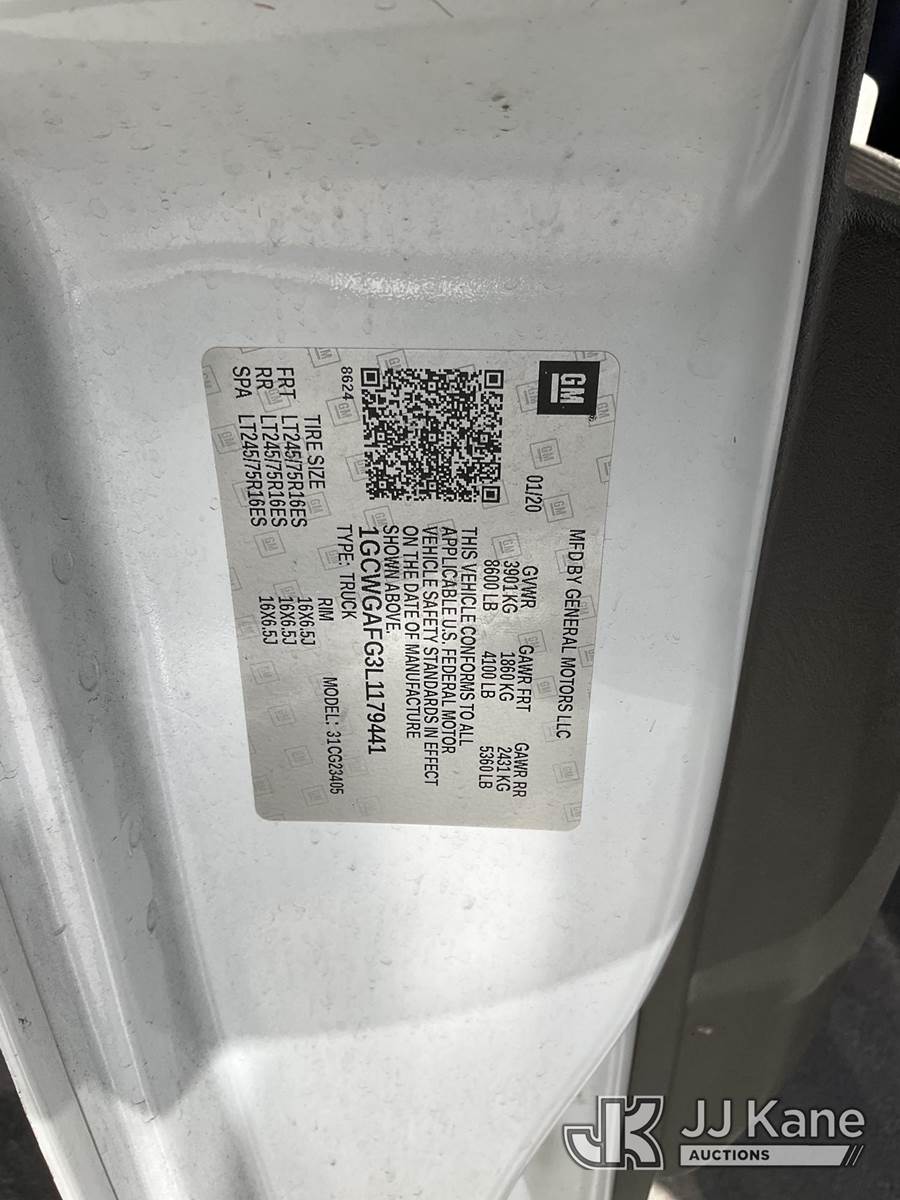 GM
MFD BY GENERAL MOTORS LLC
01/20
GVWR GAWR FRT GAWR RR
3901 KG 1860 KG 2431 KG
8600 LB 4100 LB 5360 LB
THIS VEHICLE CONFORMS TO ALL
APPLICABLE U.S. FEDERAL MOTOR
VEHICLE SAFETY STANDARDS IN EFFECT
ON THE DATE OF MANUFACTURE
SHOWN ABOVE.
1GCWGAFG3L1179441
8624 TYPE: TRUCK MODEL: 31CG23405
TIRE SIZE RIM
FRT LT245/75R16ES 16X6.5J
RR LT245/75R16ES 16X6.5J
SPA LT245/75R16ES 16X6.5J
JK JJ Kane
AUCTIONS